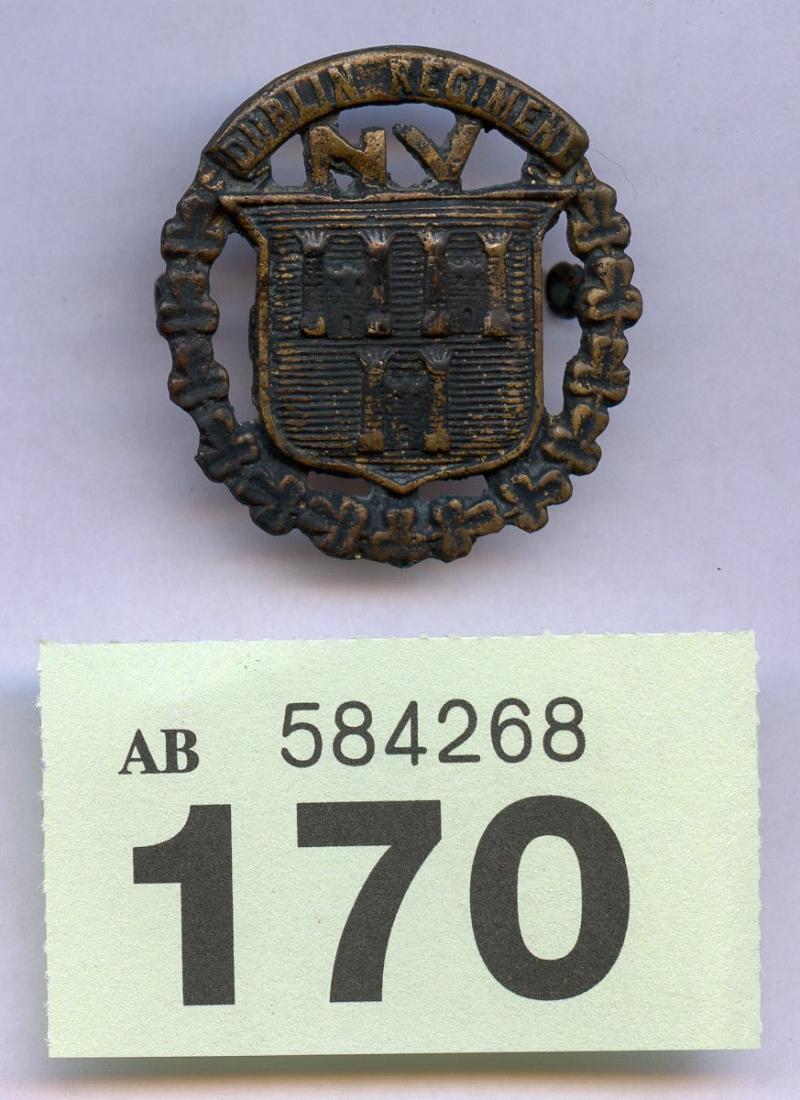 DUBLIN REGIMENT
NV
AB 584268
170